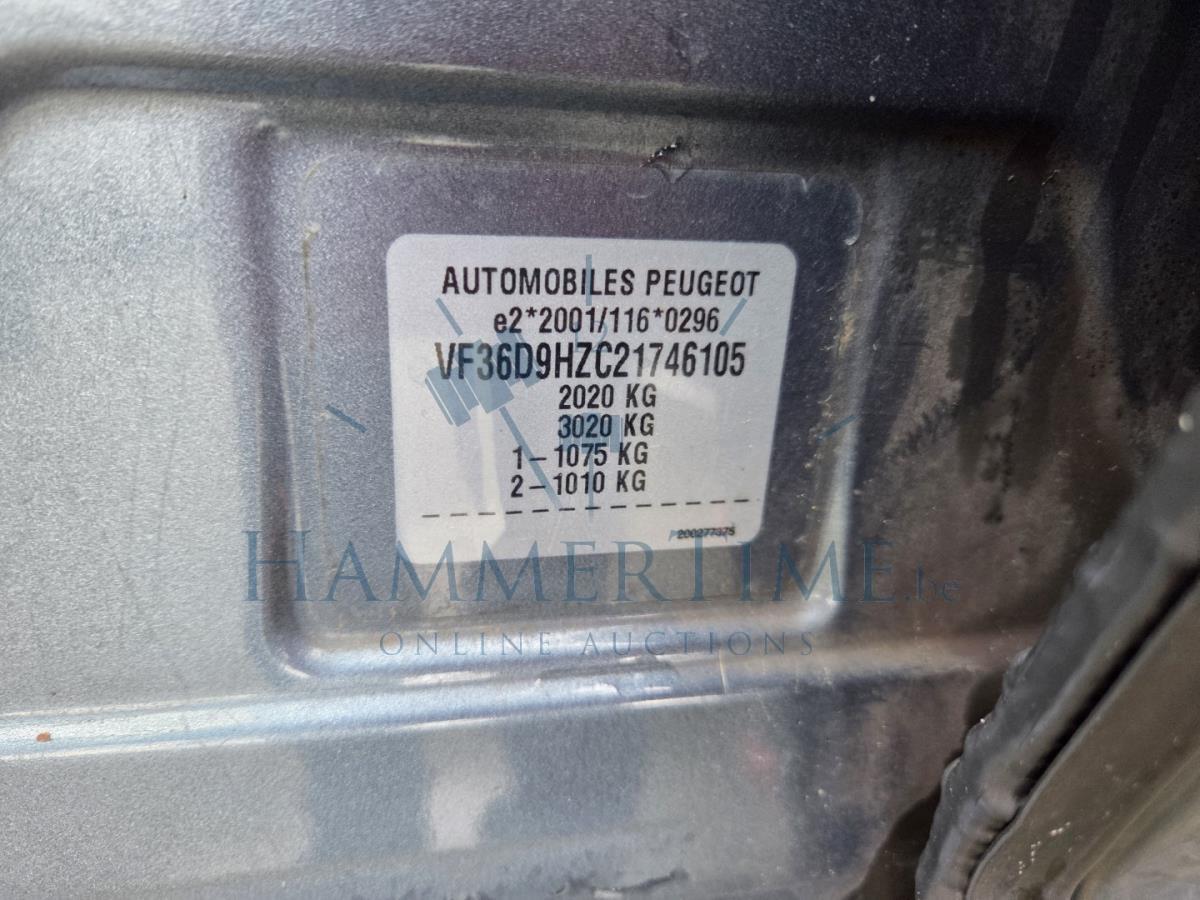 AUTOMOBILES PEUGEOT
e2*2001/116*0296
VF36D9HZC21746105
2020 KG
3020 KG
1-1075 KG
2-1010 KG
P200277375
HAMMERTIME.be
ONLINE AUCTIONS